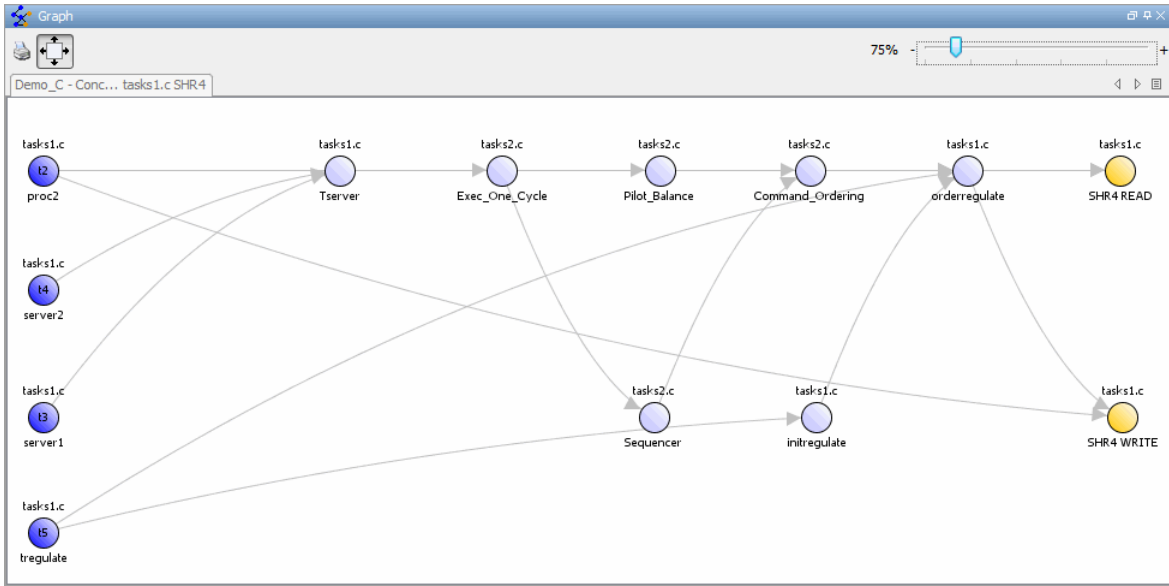 Graph
75% - +
Demo_C - Conc... tasks1.c SHR4
tasks1.c tasks1.c tasks2.c tasks2.c tasks2.c tasks1.c tasks1.c
t2
proc2 Tserver Exec_One_Cycle Pilot_Balance Command_Ordering orderregulate SHR4 READ
tasks1.c
t4
server2
tasks1.c tasks2.c tasks1.c tasks1.c
t3
server1 Sequencer initregulate SHR4 WRITE
tasks1.c
t5
tregulate